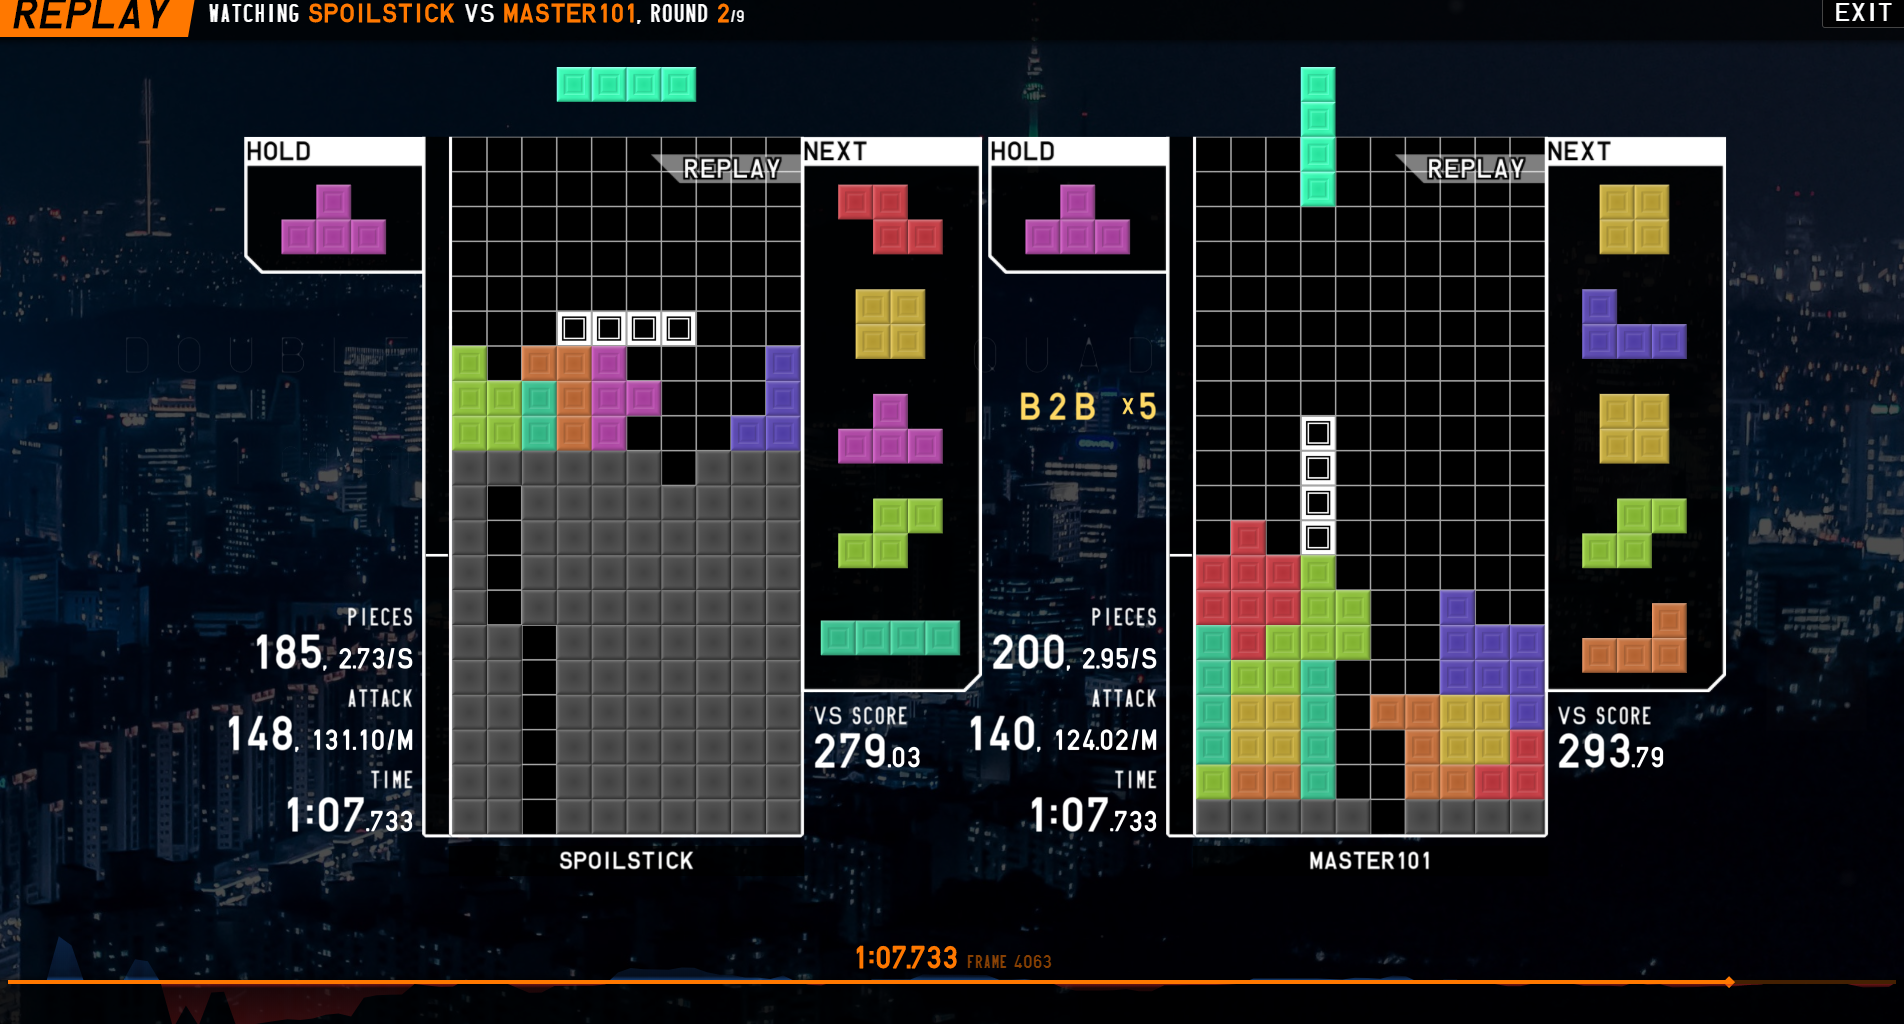 REPLAY
WATCHING SPOILSTICK VS MASTER101, ROUND 2/9
EXIT
HOLD
REPLAY
NEXT
HOLD
REPLAY
NEXT
DOUBLE
QUAD
B2B x5
PIECES
185, 2.73/S
ATTACK
148, 131.10/M
TIME
1:07.733
VS SCORE
279.03
PIECES
200, 2.95/S
ATTACK
140, 124.02/M
TIME
1:07.733
VS SCORE
293.79
SPOILSTICK
MASTER101
1:07.733 FRAME 4063